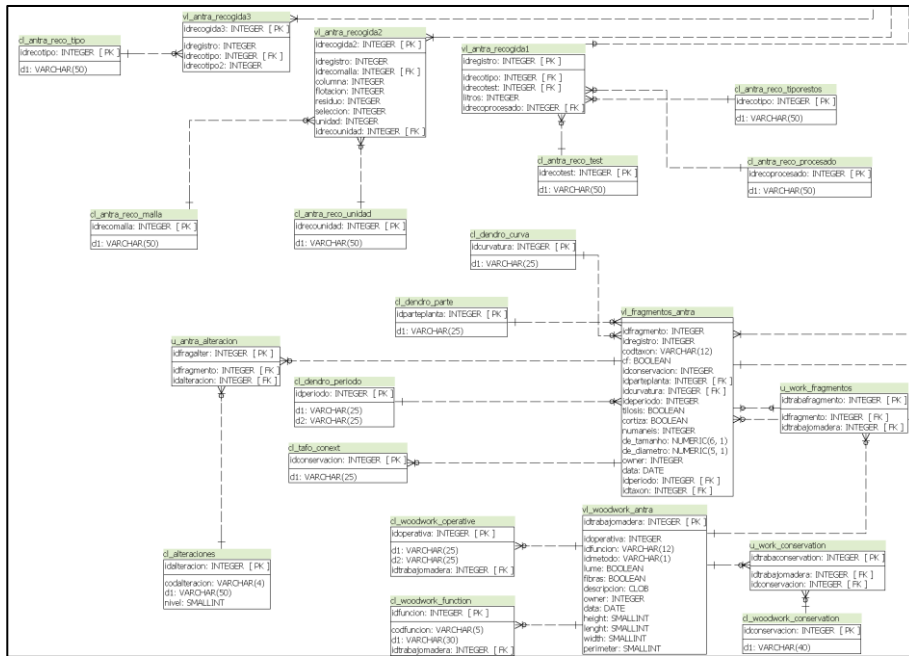 vl_antra_recogida3
idrecogida3: INTEGER [ PK ]
idregistro: INTEGER
idrecotipo: INTEGER [ FK ]
idrecotipo2: INTEGER
cl_antra_reco_tipo
idrecotipo: INTEGER [ PK ]
d1: VARCHAR(50)
vl_antra_recogida2
idrecogida2: INTEGER [ PK ]
idregistro: INTEGER
idrecomalla: INTEGER [ FK ]
columna: INTEGER
flotacion: INTEGER
residuo: INTEGER
seleccion: INTEGER
unidad: INTEGER
idrecounidad: INTEGER [ FK ]
vl_antra_recogida1
idregistro: INTEGER [ PK ]
idrecotipo: INTEGER [ FK ]
idrecotest: INTEGER [ FK ]
litros: INTEGER
idrecoprocesado: INTEGER [ FK ]
cl_antra_reco_tiporestos
idrecotipo: INTEGER [ PK ]
d1: VARCHAR(50)
cl_antra_reco_test
idrecotest: INTEGER [ PK ]
d1: VARCHAR(50)
cl_antra_reco_procesado
idrecoprocesado: INTEGER [ PK ]
d1: VARCHAR(50)
cl_antra_reco_malla
idrecomalla: INTEGER [ PK ]
d1: VARCHAR(50)
cl_antra_reco_unidad
idrecounidad: INTEGER [ PK ]
d1: VARCHAR(50)
cl_dendro_curva
idcurvatura: INTEGER [ PK ]
d1: VARCHAR(25)
cl_dendro_parte
idparteplanta: INTEGER [ PK ]
d1: VARCHAR(25)
vl_fragmentos_antra
idfragmento: INTEGER
idregistro: INTEGER
codtaxon: VARCHAR(12)
cf: BOOLEAN
idconservacion: INTEGER
idparteplanta: INTEGER [ FK ]
idcurvatura: INTEGER [ FK ]
ideperiodo: INTEGER
tilosis: BOOLEAN
cortiza: BOOLEAN
numaneis: INTEGER
de_tamanho: NUMERIC(6, 1)
de_diametro: NUMERIC(5, 1)
owner: INTEGER
data: DATE
idperiodo: INTEGER [ FK ]
idtaxon: INTEGER [ FK ]
u_antra_alteracion
idfragalter: INTEGER [ PK ]
idfragmento: INTEGER [ FK ]
idalteracion: INTEGER [ FK ]
cl_dendro_periodo
idperiodo: INTEGER [ PK ]
d1: VARCHAR(25)
d2: VARCHAR(25)
u_work_fragmentos
idtrabafragmento: INTEGER [ PK ]
idfragmento: INTEGER [ FK ]
idtrabajomadera: INTEGER [ FK ]
cl_tafo_conext
idconservacion: INTEGER [ PK ]
d1: VARCHAR(25)
vl_woodwork_antra
idtrabajomadera: INTEGER [ PK ]
idoperativa: INTEGER
idfuncion: VARCHAR(12)
idmetodo: VARCHAR(1)
lume: BOOLEAN
fibras: BOOLEAN
descripcion: CLOB
owner: INTEGER
data: DATE
height: SMALLINT
lenght: SMALLINT
width: SMALLINT
perimeter: SMALLINT
cl_woodwork_operative
idoperativa: INTEGER [ PK ]
d1: VARCHAR(25)
d2: VARCHAR(25)
idtrabajomadera: INTEGER [ FK ]
cl_alteraciones
idalteracion: INTEGER [ PK ]
codalteracion: VARCHAR(4)
d1: VARCHAR(50)
nivel: SMALLINT
u_work_conservation
idtrabaconservation: INTEGER [ PK ]
idtrabajomadera: INTEGER [ FK ]
idconservacion: INTEGER [ FK ]
cl_woodwork_function
idfuncion: INTEGER [ PK ]
codfuncion: VARCHAR(5)
d1: VARCHAR(30)
idtrabajomadera: INTEGER [ FK ]
cl_woodwork_conservation
idconservacion: INTEGER [ PK ]
d1: VARCHAR(40)